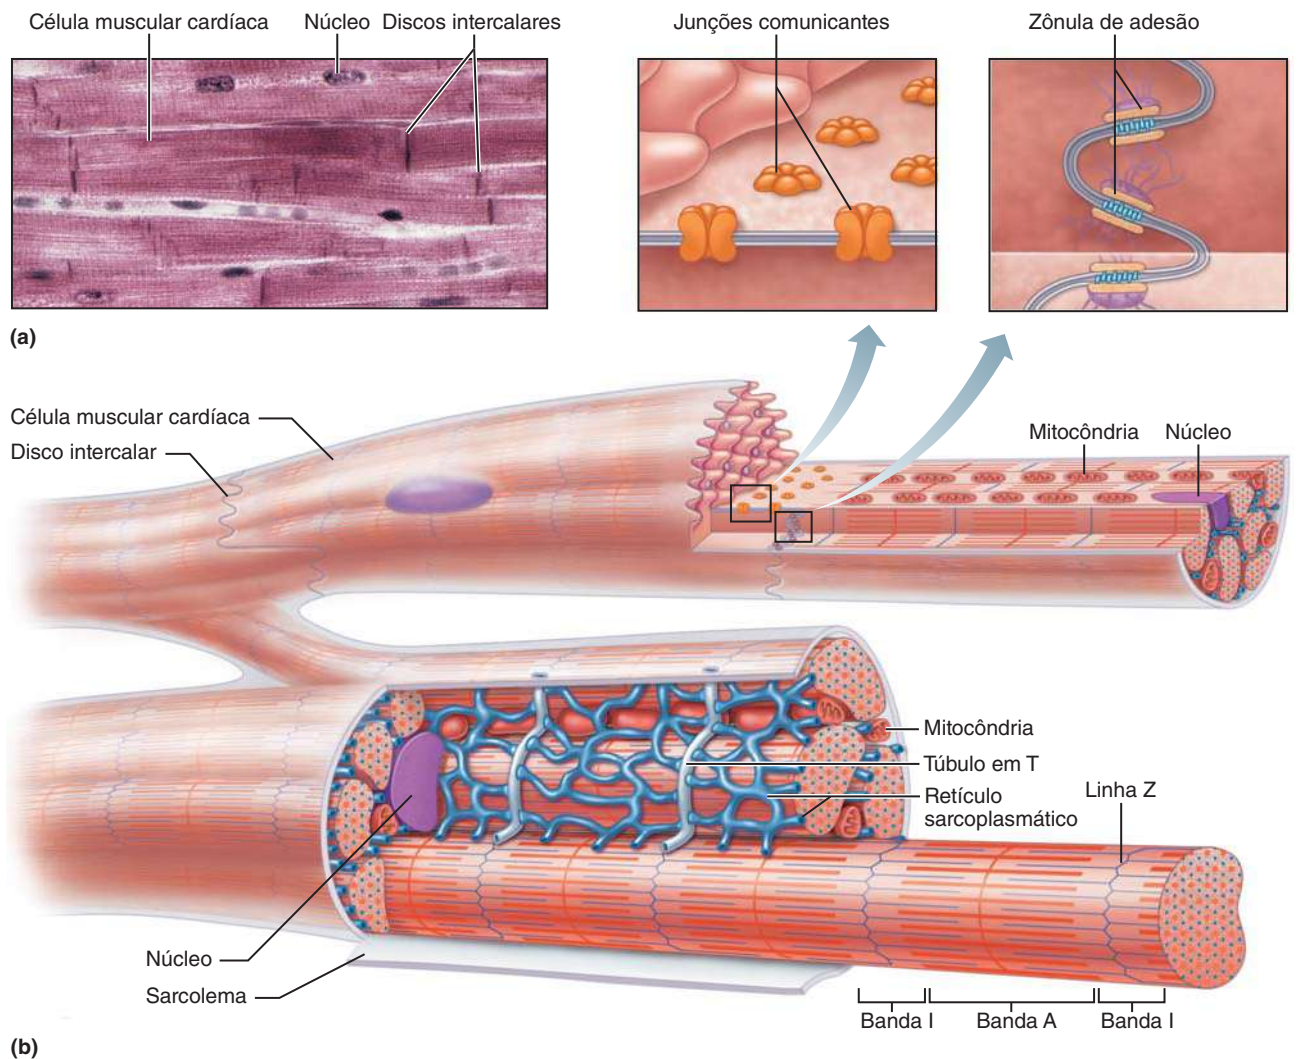 Célula muscular cardíaca
Núcleo
Discos intercalares
Junções comunicantes
Zônula de adesão
(a)
Célula muscular cardíaca
Disco intercalar
Mitocôndria
Núcleo
Mitocôndria
Túbulo em T
Retículo
sarcoplasmático
Linha Z
Núcleo
Sarcolema
Banda I
Banda A
Banda I
(b)